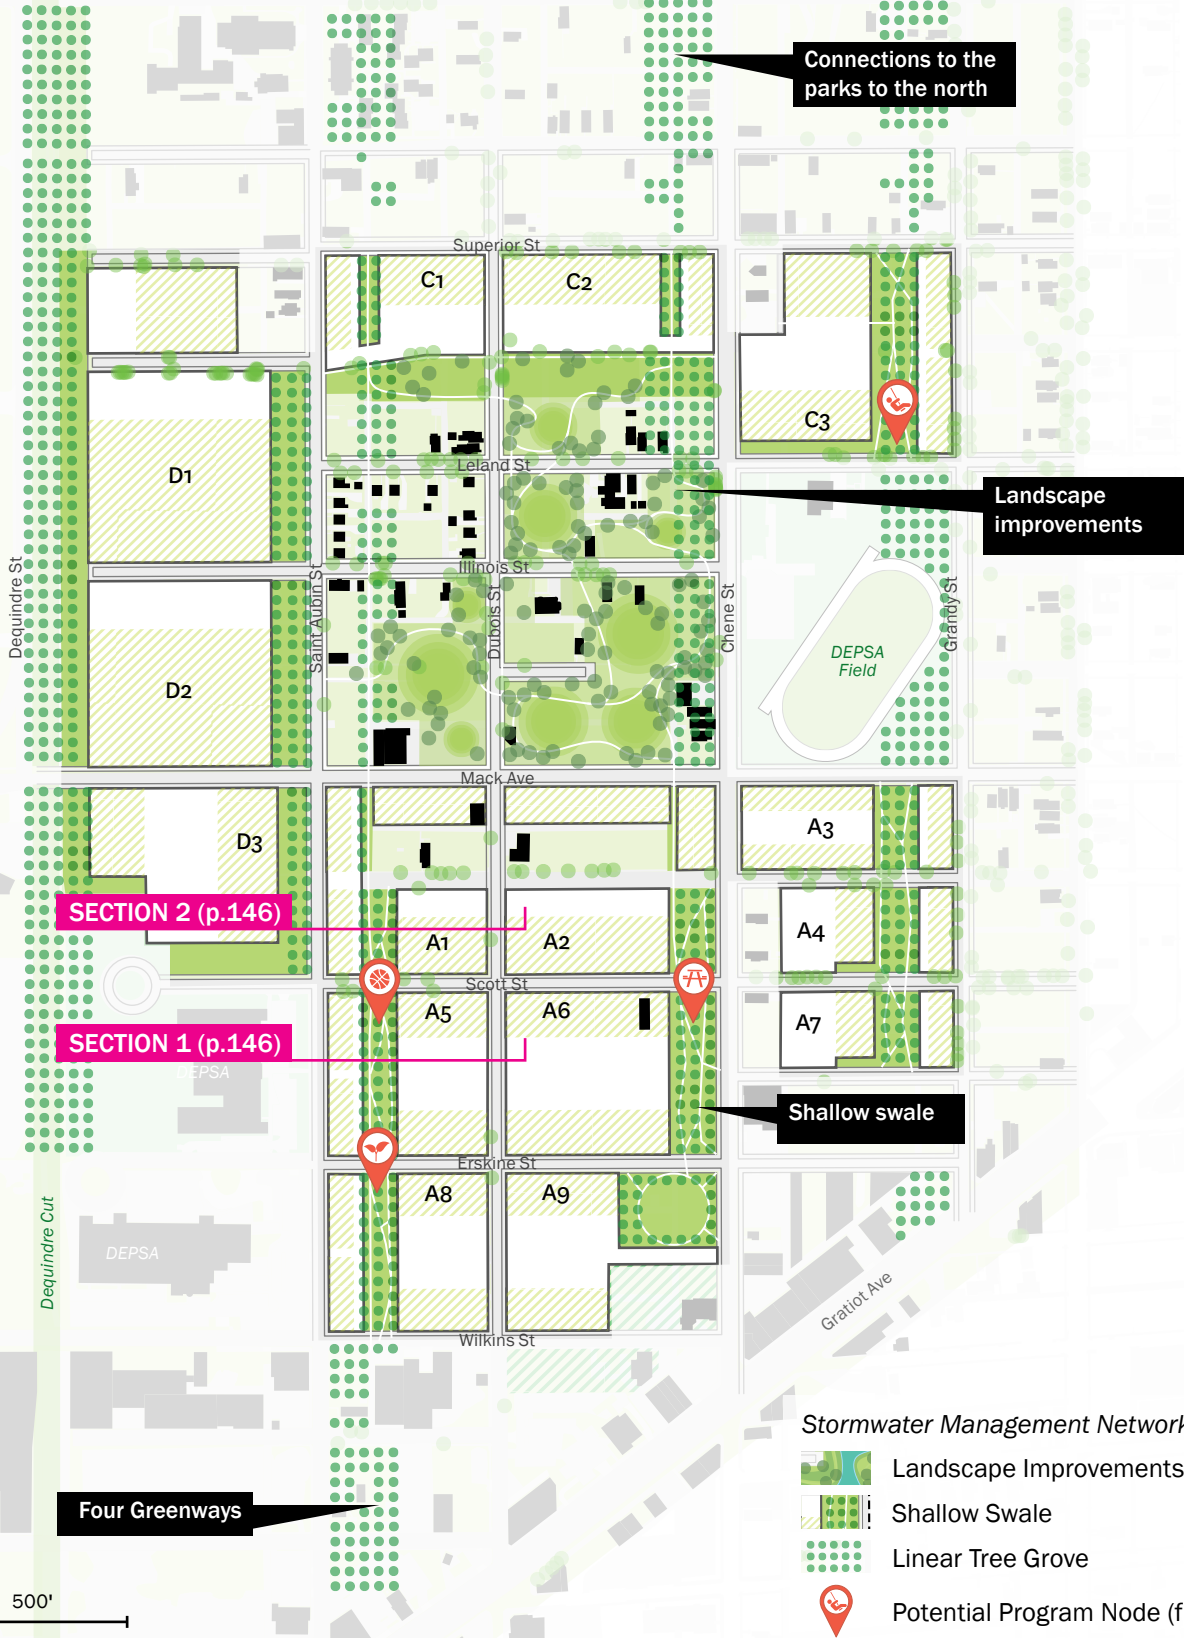 Connections to the
parks to the north
Superior St
C1
C2
C3
Leland St
D1
Landscape
improvements
Dequindre St
Saint Aubin St
Illinois St
Dubois St
Chene St
Grandy St
DEPSA
Field
D2
Mack Ave
D3
A3
SECTION 2 (p.146)
A1
A2
A4
Scott St
A5
A6
A7
SECTION 1 (p.146)
DEPSA
Shallow swale
Erskine St
A8
A9
Dequindre Cut
DEPSA
Gratiot Ave
Wilkins St
Four Greenways
500'
Stormwater Management Network
Landscape Improvements
Shallow Swale
Linear Tree Grove
Potential Program Node (f